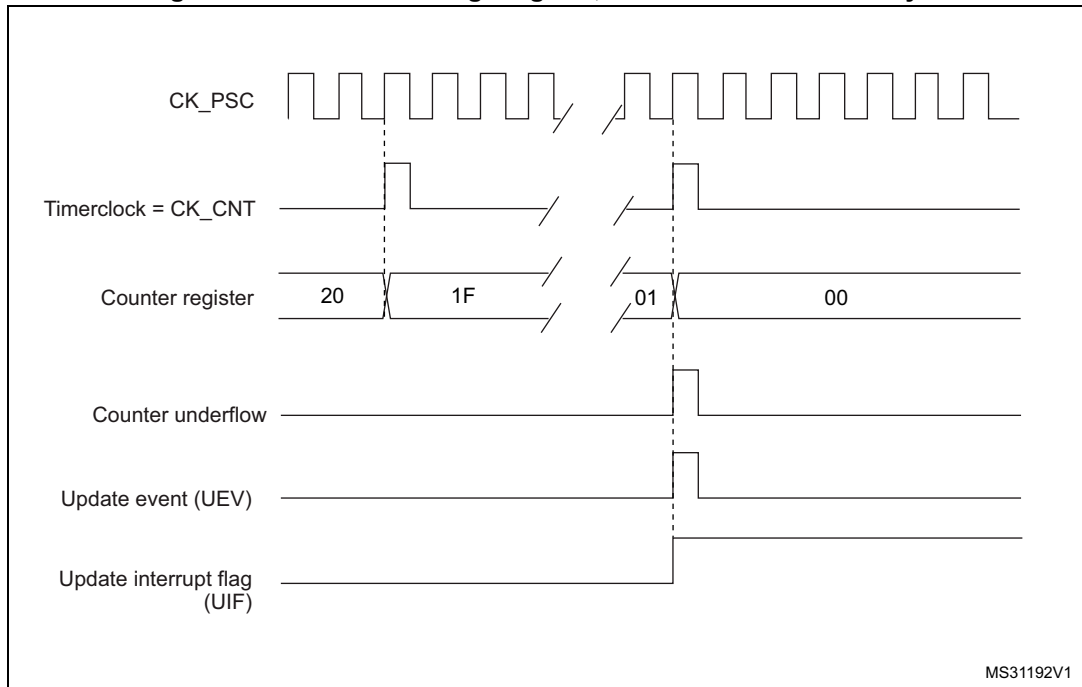 CK_PSC
Timerclock = CK_CNT
Counter register
20
1F
01
00
Counter underflow
Update event (UEV)
Update interrupt flag
(UIF)
MS31192V1